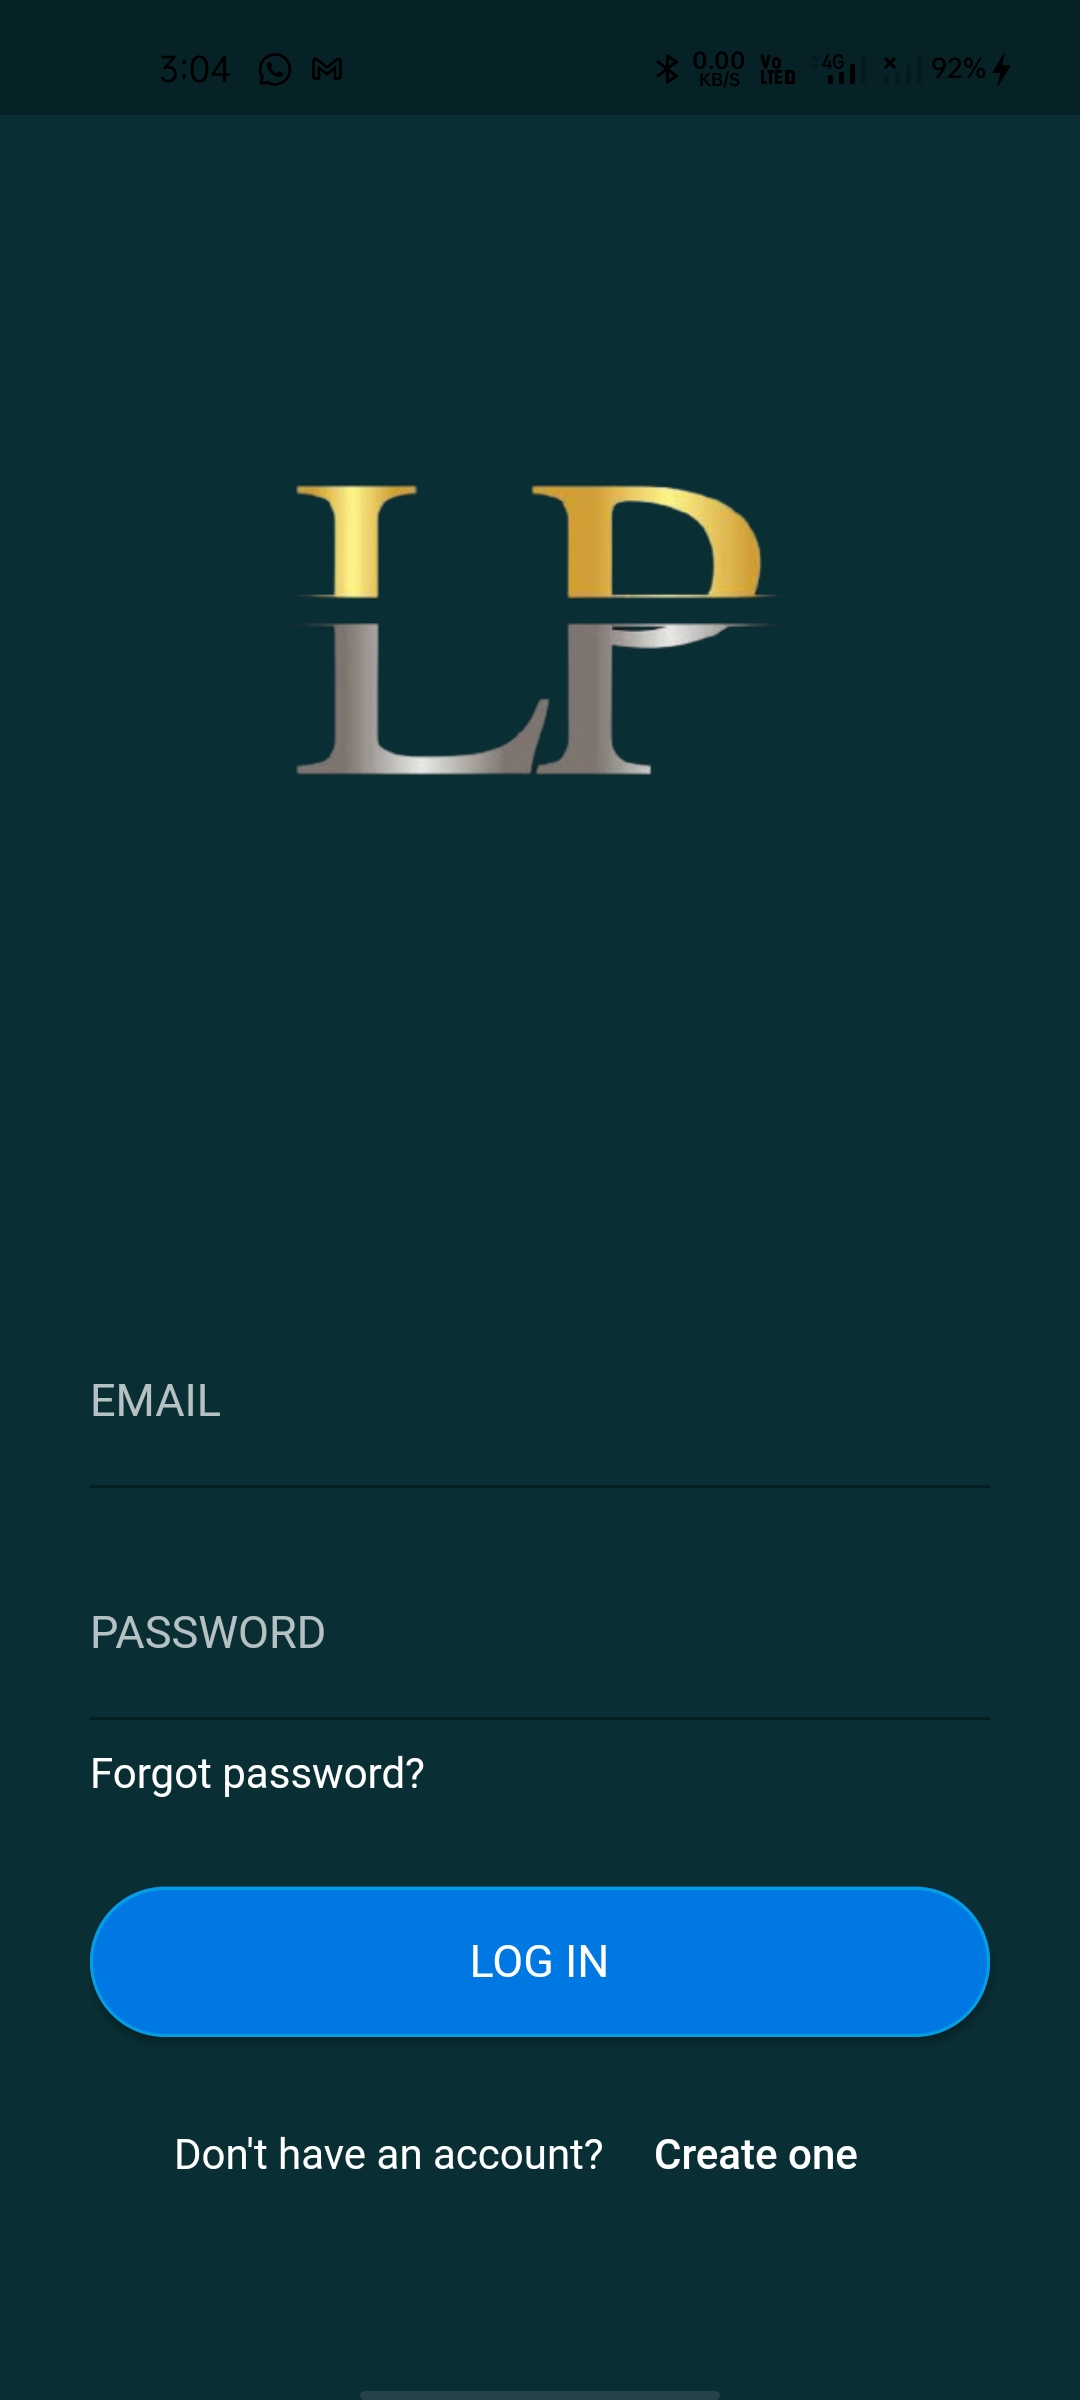 3:04 0.00 KB/S Vo LTE 4G 92%
LP
EMAIL
PASSWORD
Forgot password?
LOG IN
Don't have an account? Create one